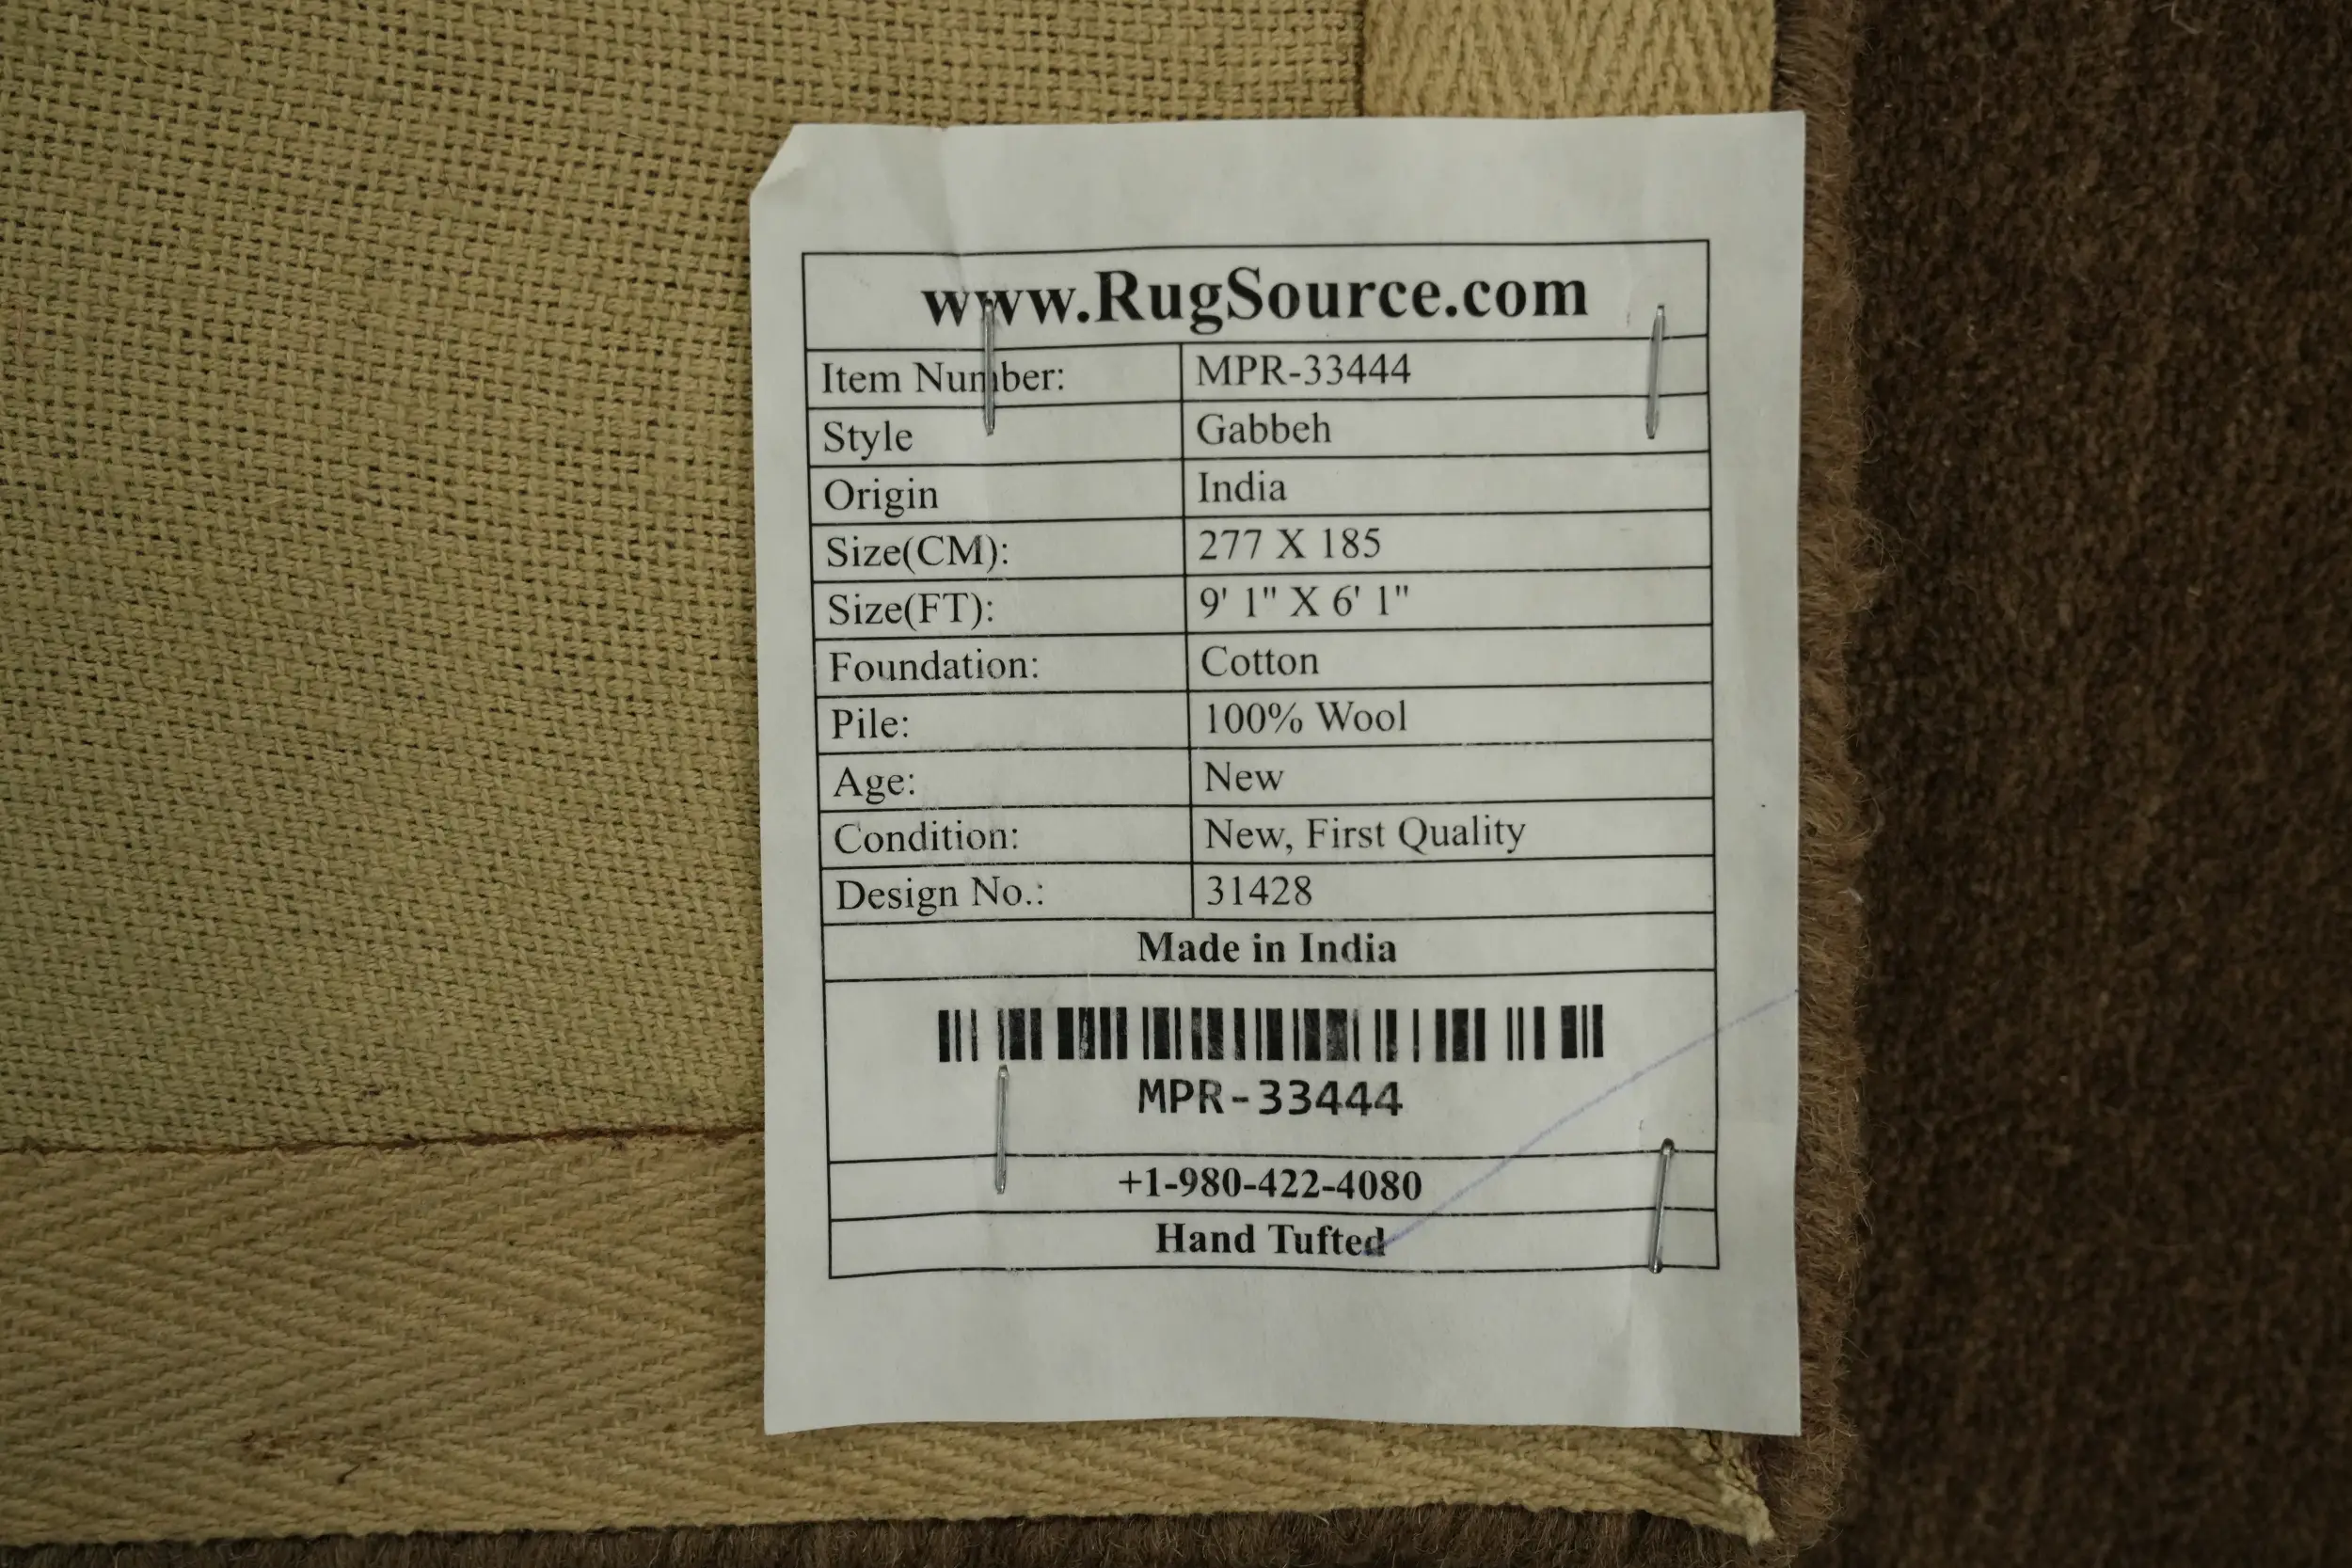 www.RugSource.com
Item Number: MPR-33444
Style Gabbeh
Origin India
Size(CM): 277 X 185
Size(FT): 9' 1" X 6' 1"
Foundation: Cotton
Pile: 100% Wool
Age: New
Condition: New, First Quality
Design No.: 31428
Made in India
MPR-33444
+1-980-422-4080
Hand Tufted